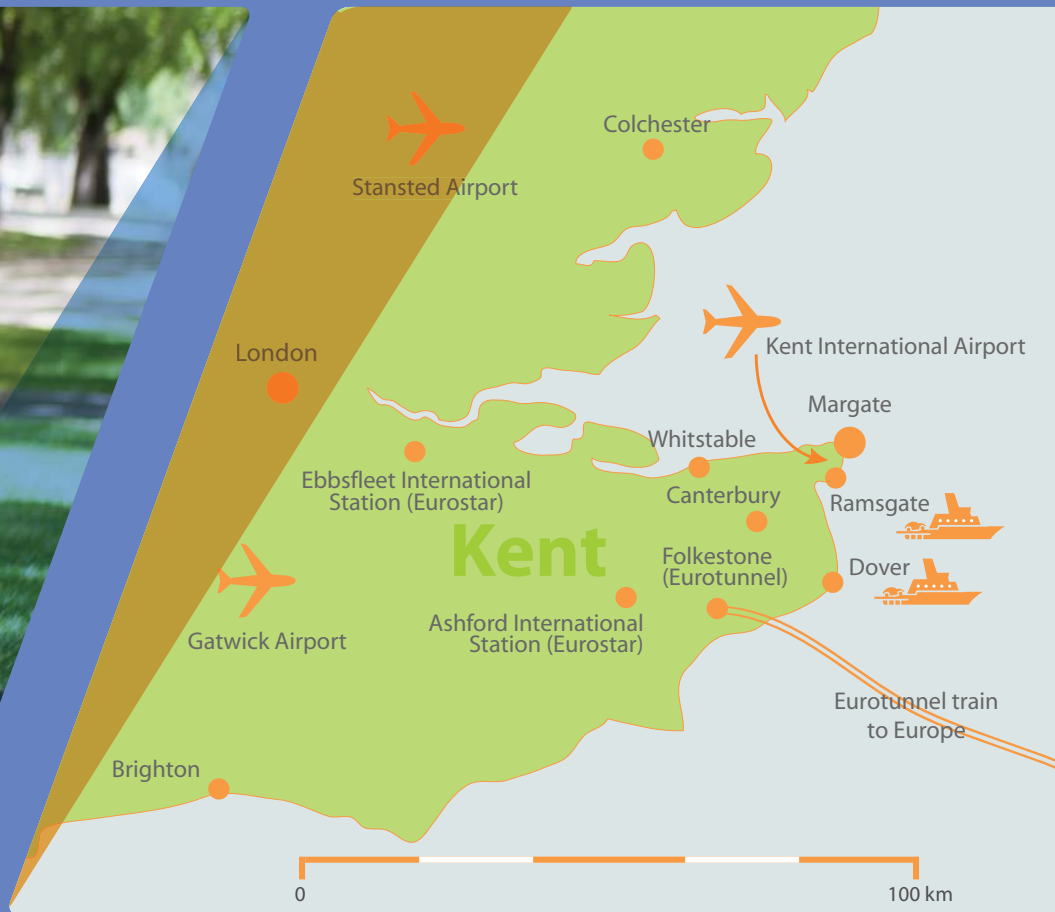 Colchester
Stansted Airport
London
Kent International Airport
Margate
Whitstable
Ebbsfleet International
Station (Eurostar)
Canterbury
Ramsgate
Kent
Folkestone
(Eurotunnel)
Dover
Ashford International
Station (Eurostar)
Gatwick Airport
Eurotunnel train
to Europe
Brighton
0
100 km